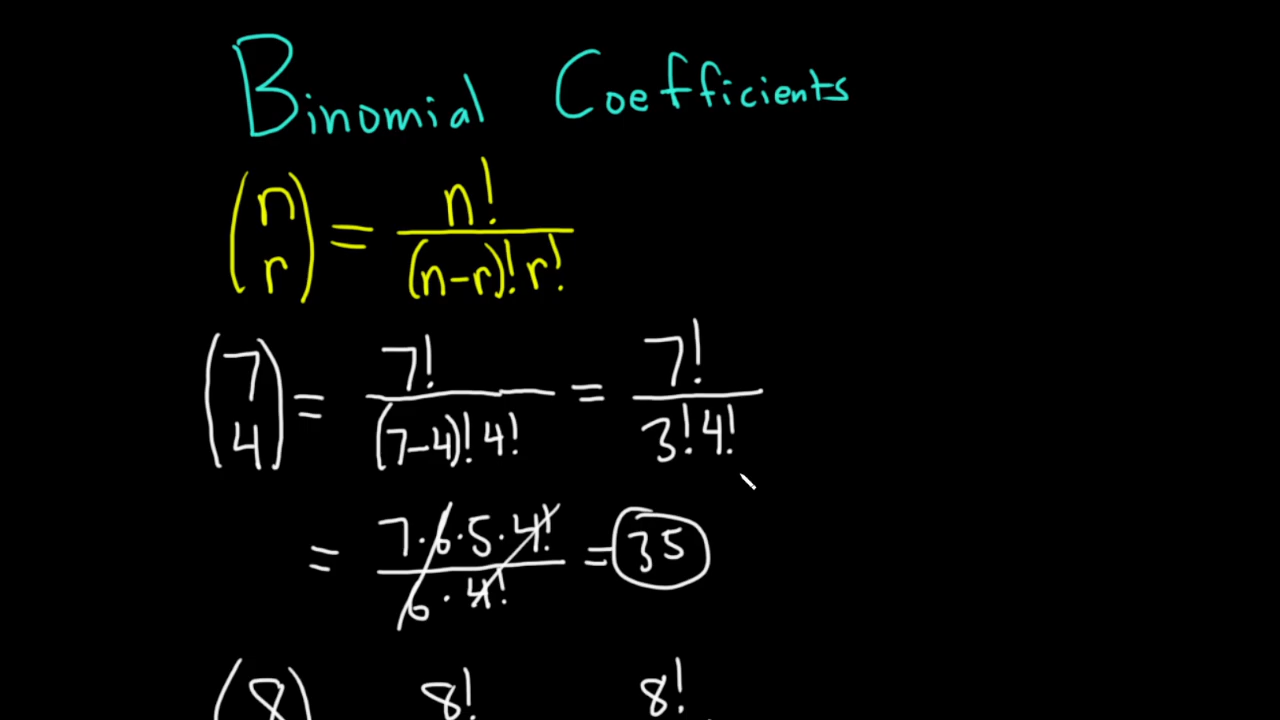 Binomial Coefficients
(n r) = n! / (n-r)! r!
(7 4) = 7! / (7-4)! 4! = 7! / 3! 4!
= 7·6·5·4! / 6·4! = 35
(8 8! 8!